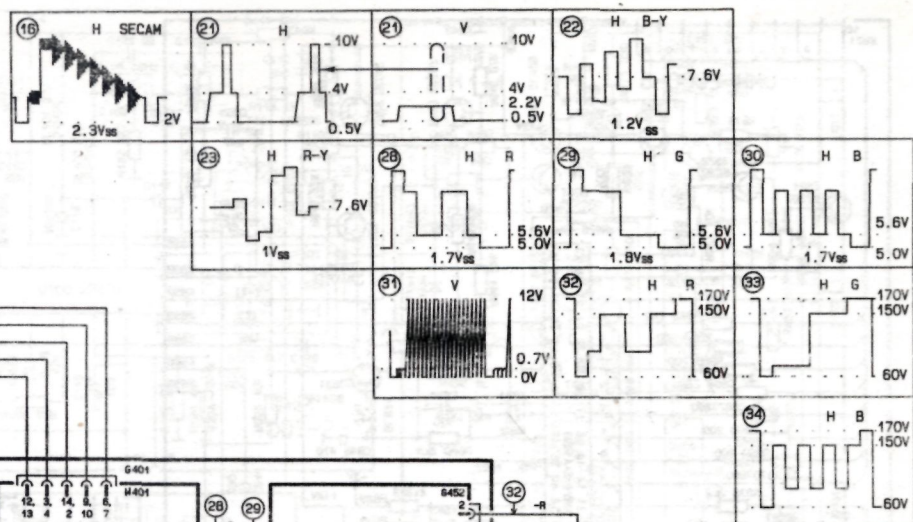 16 H SECAM
2V
2.3Vss
21 H
10V
4V
0.5V
21 V
10V
4V
2.2V
0.5V
22 H B-Y
7.6V
1.2Vss
23 H R-Y
7.6V
1Vss
28 H R
5.6V
5.0V
1.7Vss
29 H G
5.6V
5.0V
1.8Vss
30 H B
5.6V
5.0V
1.7Vss
31 V
12V
0.7V
0V
32 H R
170V
150V
60V
33 H G
170V
150V
60V
34 H B
170V
150V
60V
G401
W401
12, 3, 14, 9, 6,
13 4 2 10 7
28
29
G452
2
32
-R